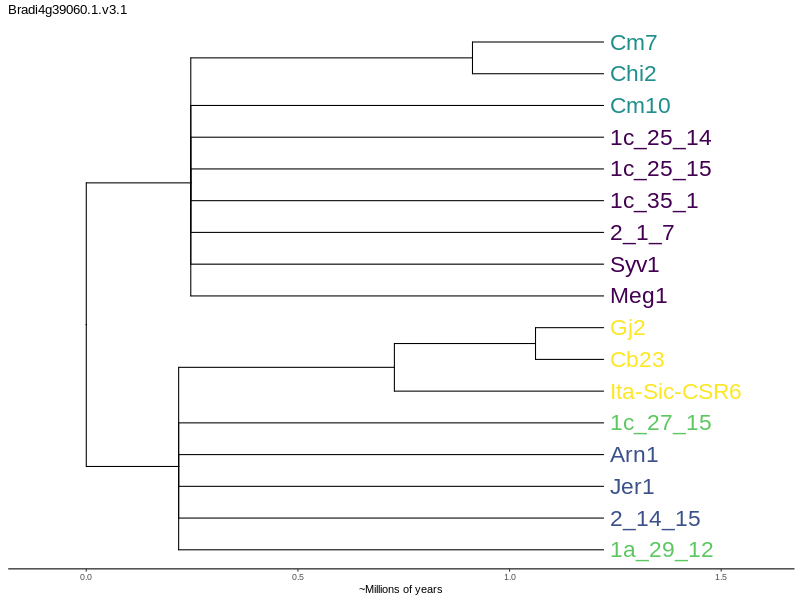 Bradi4g39060.1.v3.1
Cm7
Chi2
Cm10
1c_25_14
1c_25_15
1c_35_1
2_1_7
Syv1
Meg1
Gj2
Cb23
Ita-Sic-CSR6
1c_27_15
Arn1
Jer1
2_14_15
1a_29_12
0.0 0.5 1.0 1.5
~Millions of years